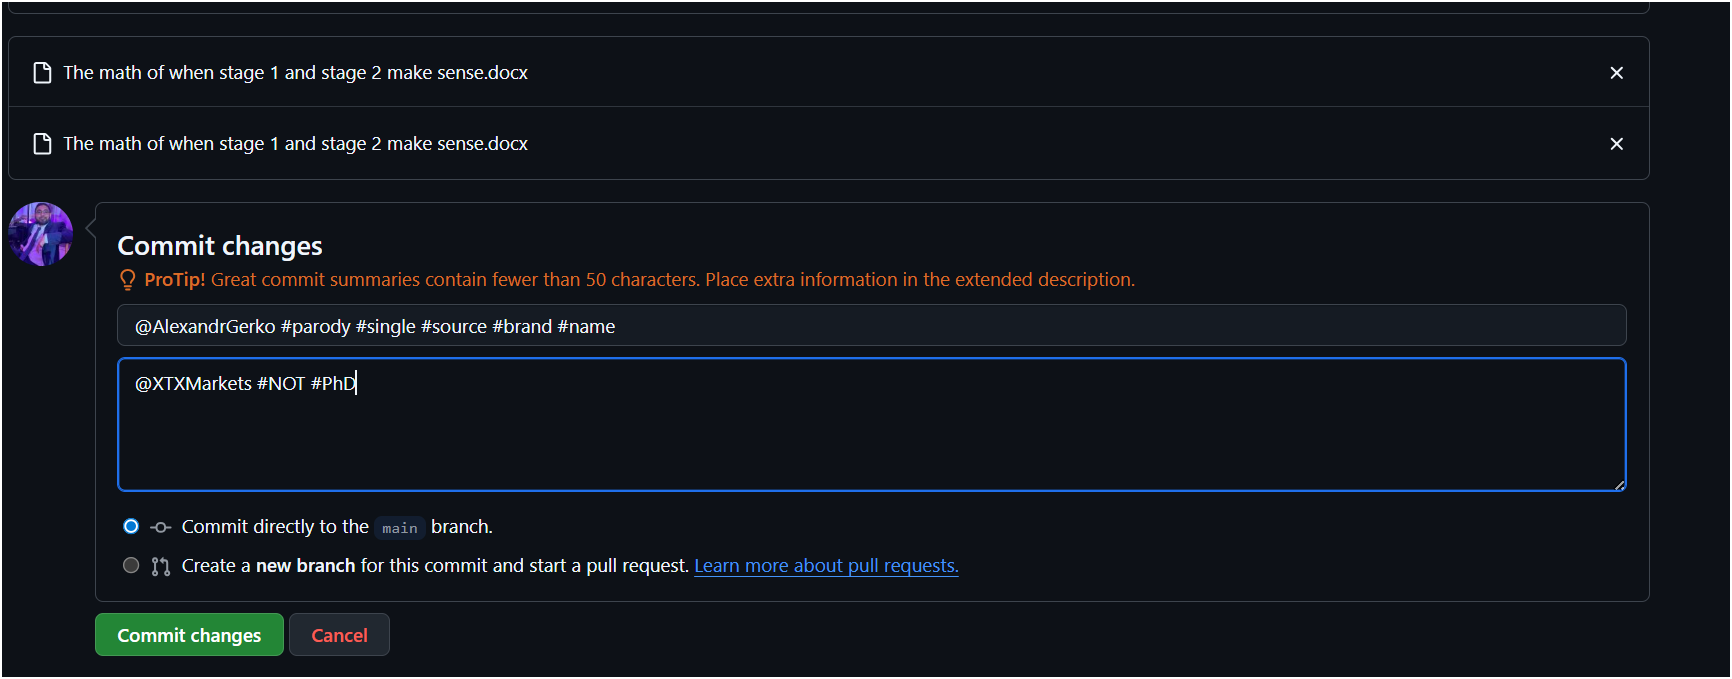 The math of when stage 1 and stage 2 make sense.docx
The math of when stage 1 and stage 2 make sense.docx
Commit changes
ProTip! Great commit summaries contain fewer than 50 characters. Place extra information in the extended description.
@AlexandrGerko #parody #single #source #brand #name
@XTXMarkets #NOT #PhD
Commit directly to the main branch.
Create a new branch for this commit and start a pull request. Learn more about pull requests.
Commit changes
Cancel